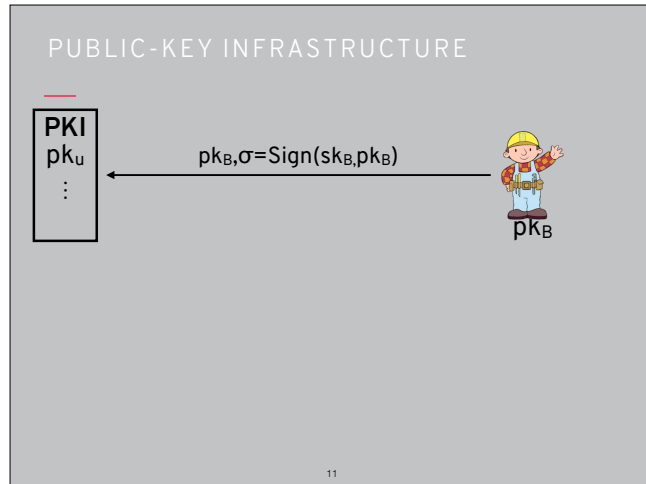 PUBLIC-KEY INFRASTRUCTURE
PKI
pkᵤ
⋮
pk_B,σ=Sign(sk_B,pk_B)
pk_B
11